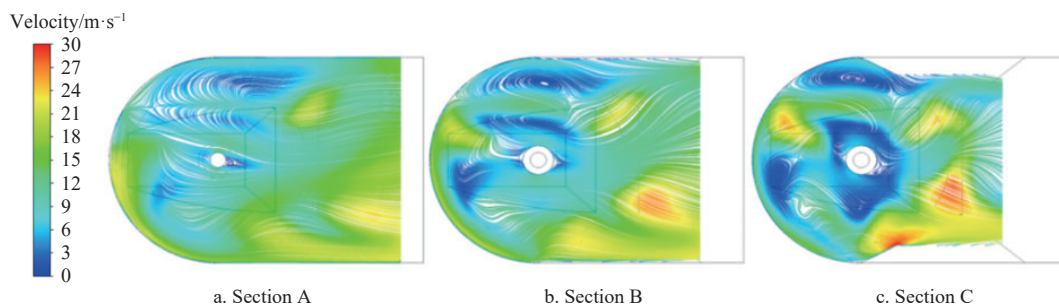 Velocity/m·s⁻¹
30
27
24
21
18
15
12
9
6
3
0
a. Section A
b. Section B
c. Section C